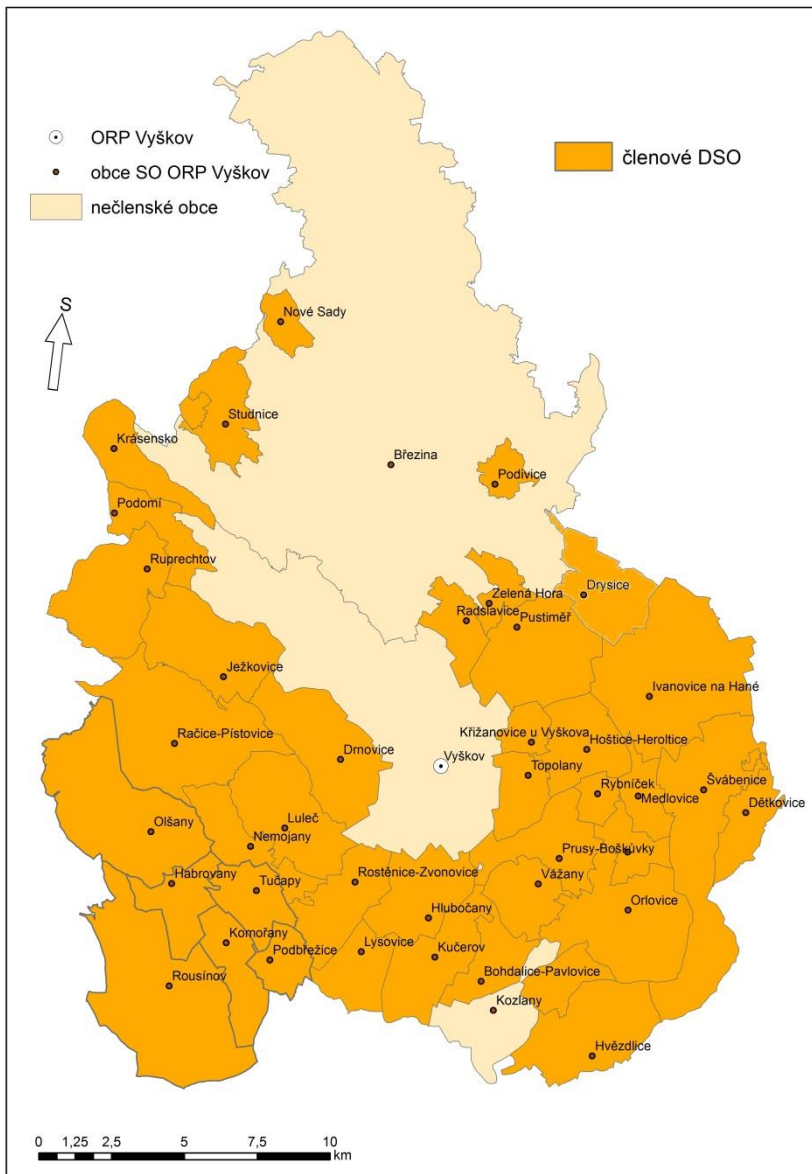 ORP Vyškov
obce SO ORP Vyškov
nečlenské obce
členové DSO
S
Nové Sady
Studnice
Krásensko
Březina
Podivice
Podomí
Ruprechtov
Drysice
Zelená Hora
Radslavice
Pustiměř
Ježkovice
Ivanovice na Hané
Račice-Pístovice
Drnovice
Křižanovice u Vyškova
Hoštice-Heroltice
Vyškov
Topolany
Rybníček
Medlovice
Švábenice
Dětkovice
Olšany
Luleč
Nemojany
Prusy-Boškůvky
Habrovany
Tučapy
Rostěnice-Zvonovice
Vážany
Orlovice
Hlubočany
Komořany
Podbřežice
Lysovice
Kučerov
Rousínov
Bohdalice-Pavlovice
Kozlany
Hvězdlice
0 1,25 2,5 5 7,5 10
km